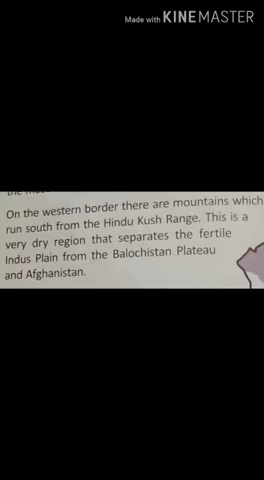 Made with KINEMASTER
On the western border there are mountains which
run south from the Hindu Kush Range. This is a
very dry region that separates the fertile
Indus Plain from the Balochistan Plateau
and Afghanistan.